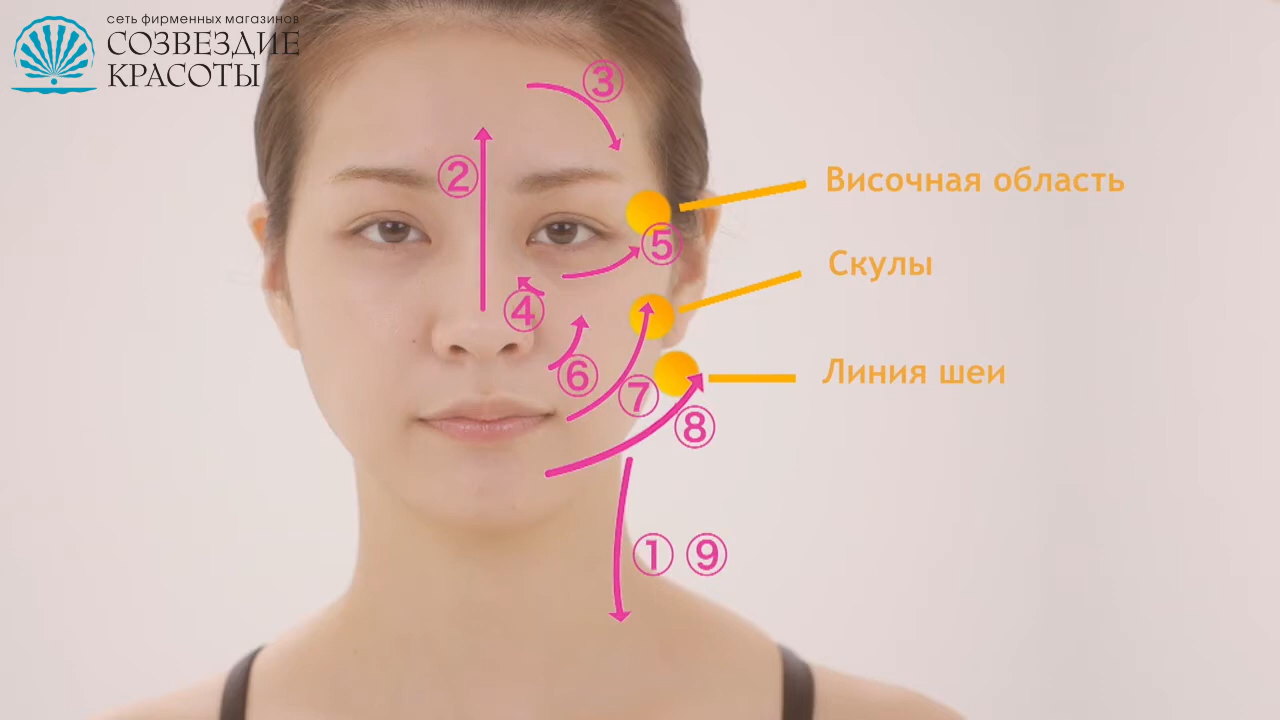 сеть фирменных магазинов
СОЗВЕЗДИЕ
КРАСОТЫ
③
②
Височная область
⑤
Скулы
④
⑥
⑦
Линия шеи
⑧
① ⑨